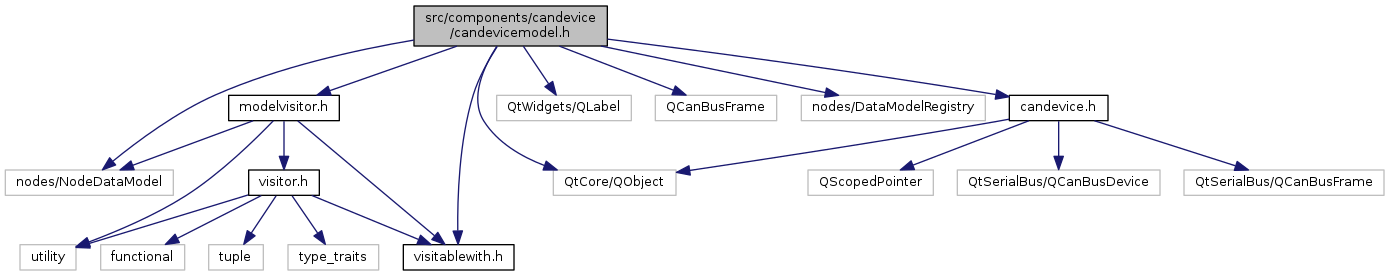 src/components/candevice
/candevicemodel.h
modelvisitor.h
QtWidgets/QLabel
QCanBusFrame
nodes/DataModelRegistry
candevice.h
nodes/NodeDataModel
visitor.h
QtCore/QObject
QScopedPointer
QtSerialBus/QCanBusDevice
QtSerialBus/QCanBusFrame
utility
functional
tuple
type_traits
visitablewith.h